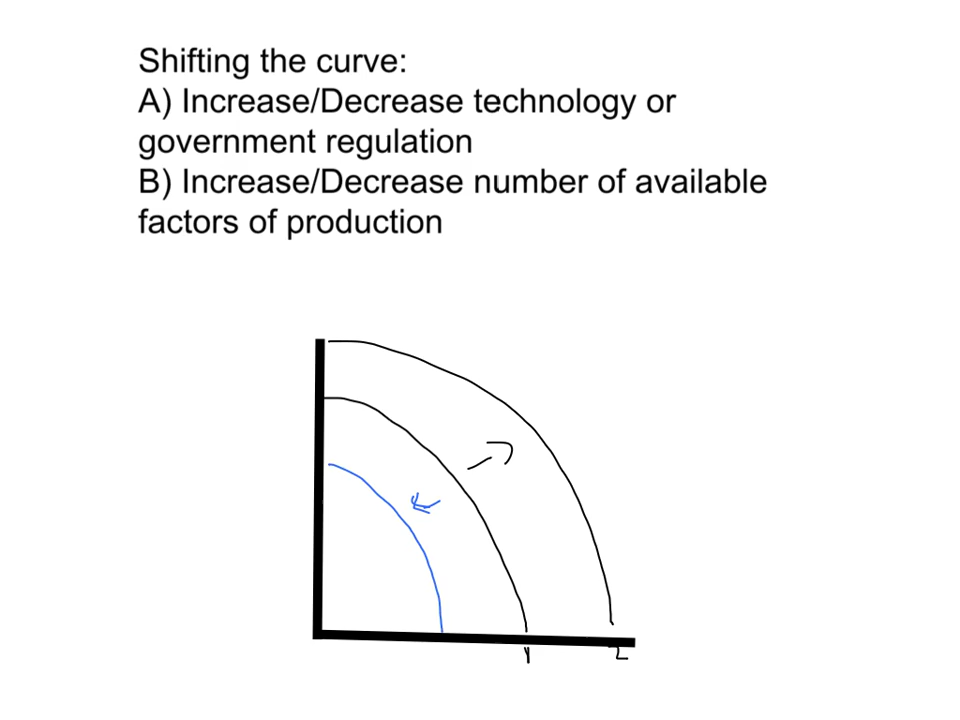 Shifting the curve:
A) Increase/Decrease technology or
government regulation
B) Increase/Decrease number of available
factors of production